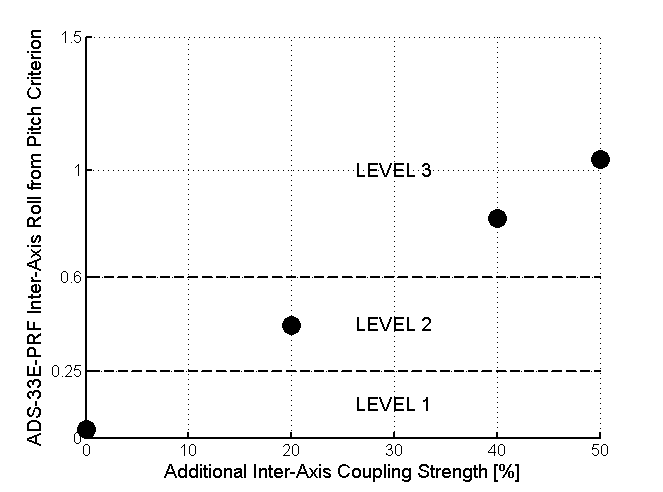 ADS-33E-PRF Inter-Axis Roll from Pitch Criterion
1.5
1
0.6
0.25
0
LEVEL 3
LEVEL 2
LEVEL 1
0 10 20 30 40 50
Additional Inter-Axis Coupling Strength [%]